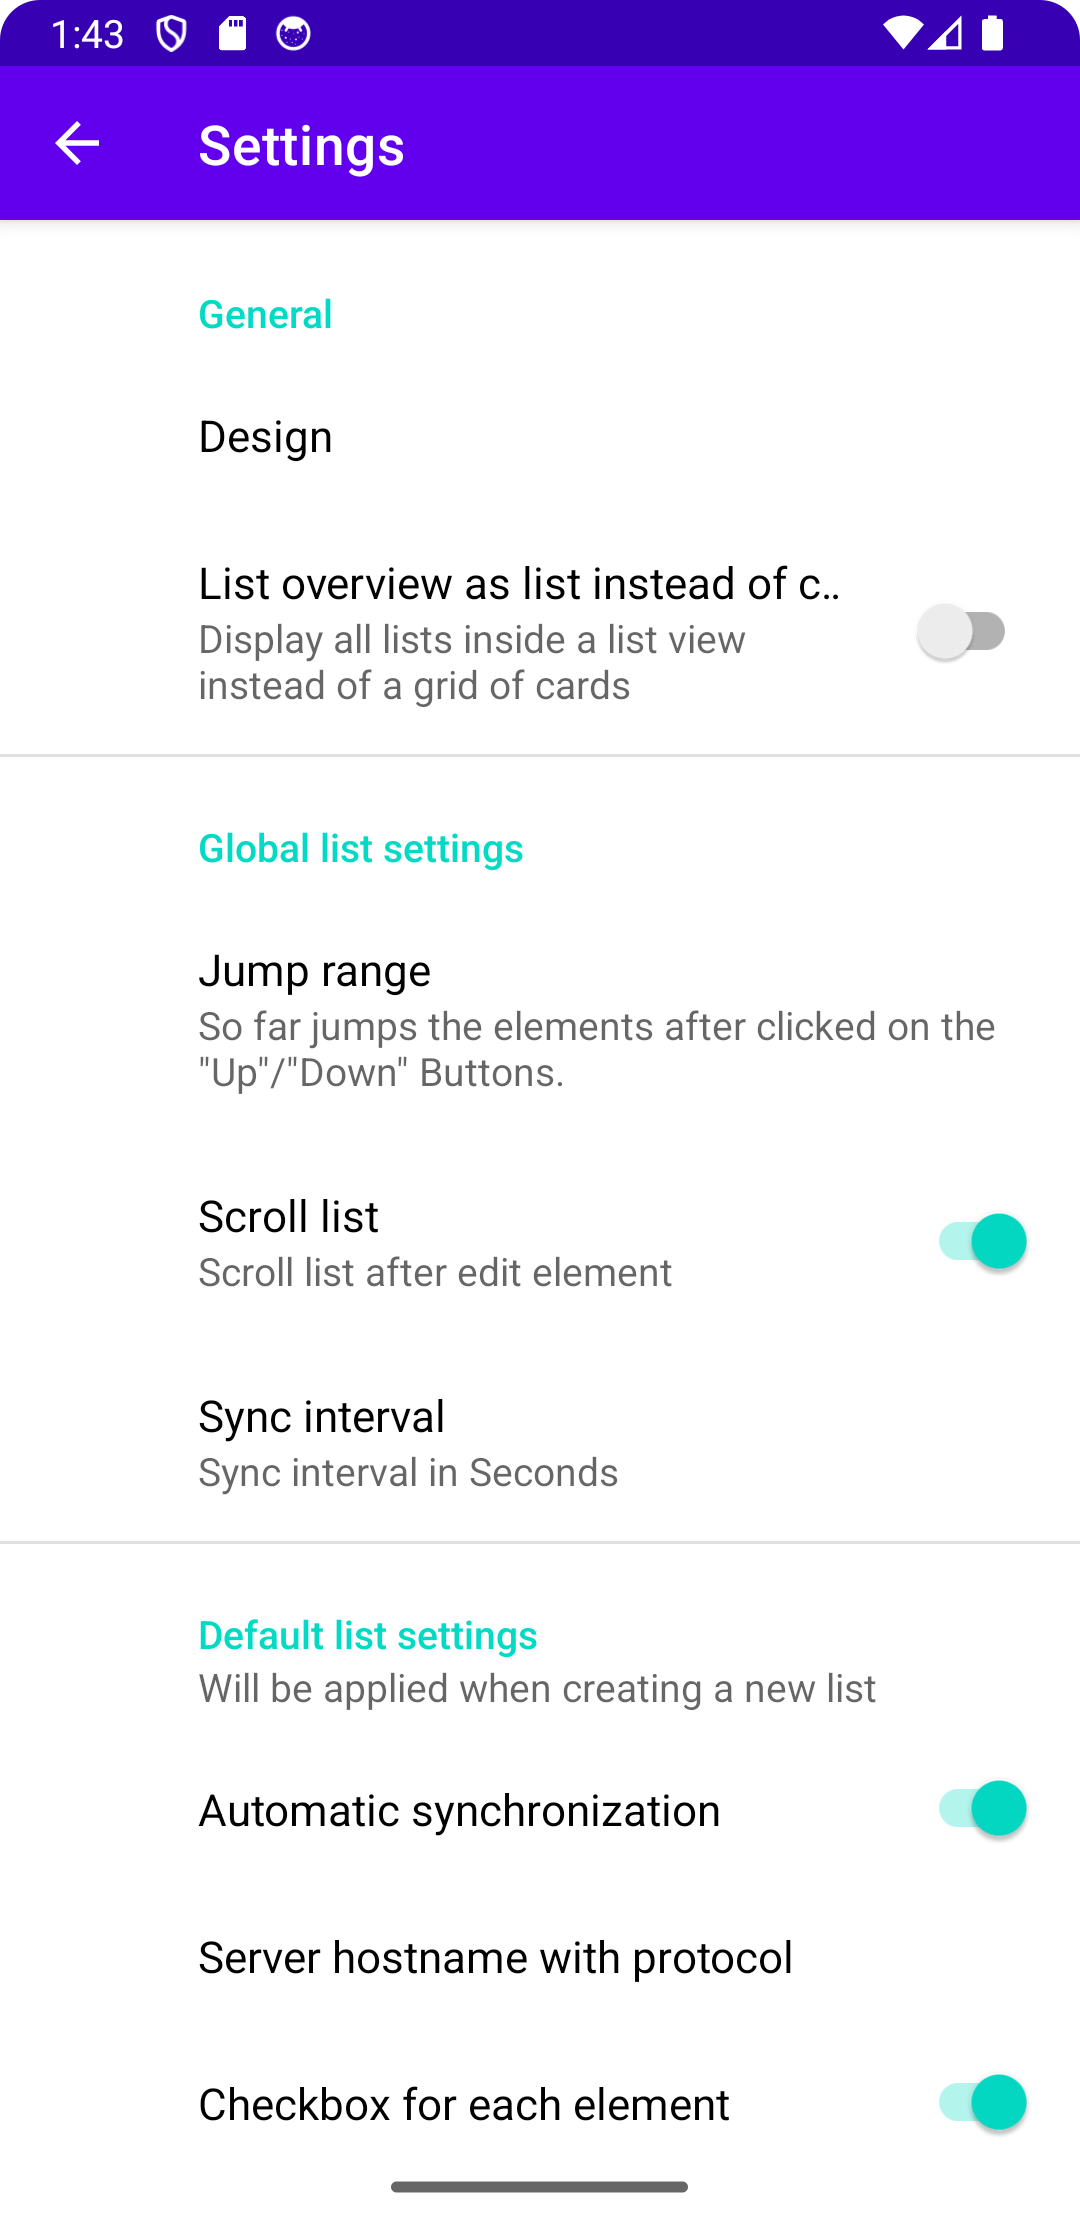 1:43
Settings
General
Design
List overview as list instead of c..
Display all lists inside a list view
instead of a grid of cards
Global list settings
Jump range
So far jumps the elements after clicked on the
"Up"/"Down" Buttons.
Scroll list
Scroll list after edit element
Sync interval
Sync interval in Seconds
Default list settings
Will be applied when creating a new list
Automatic synchronization
Server hostname with protocol
Checkbox for each element